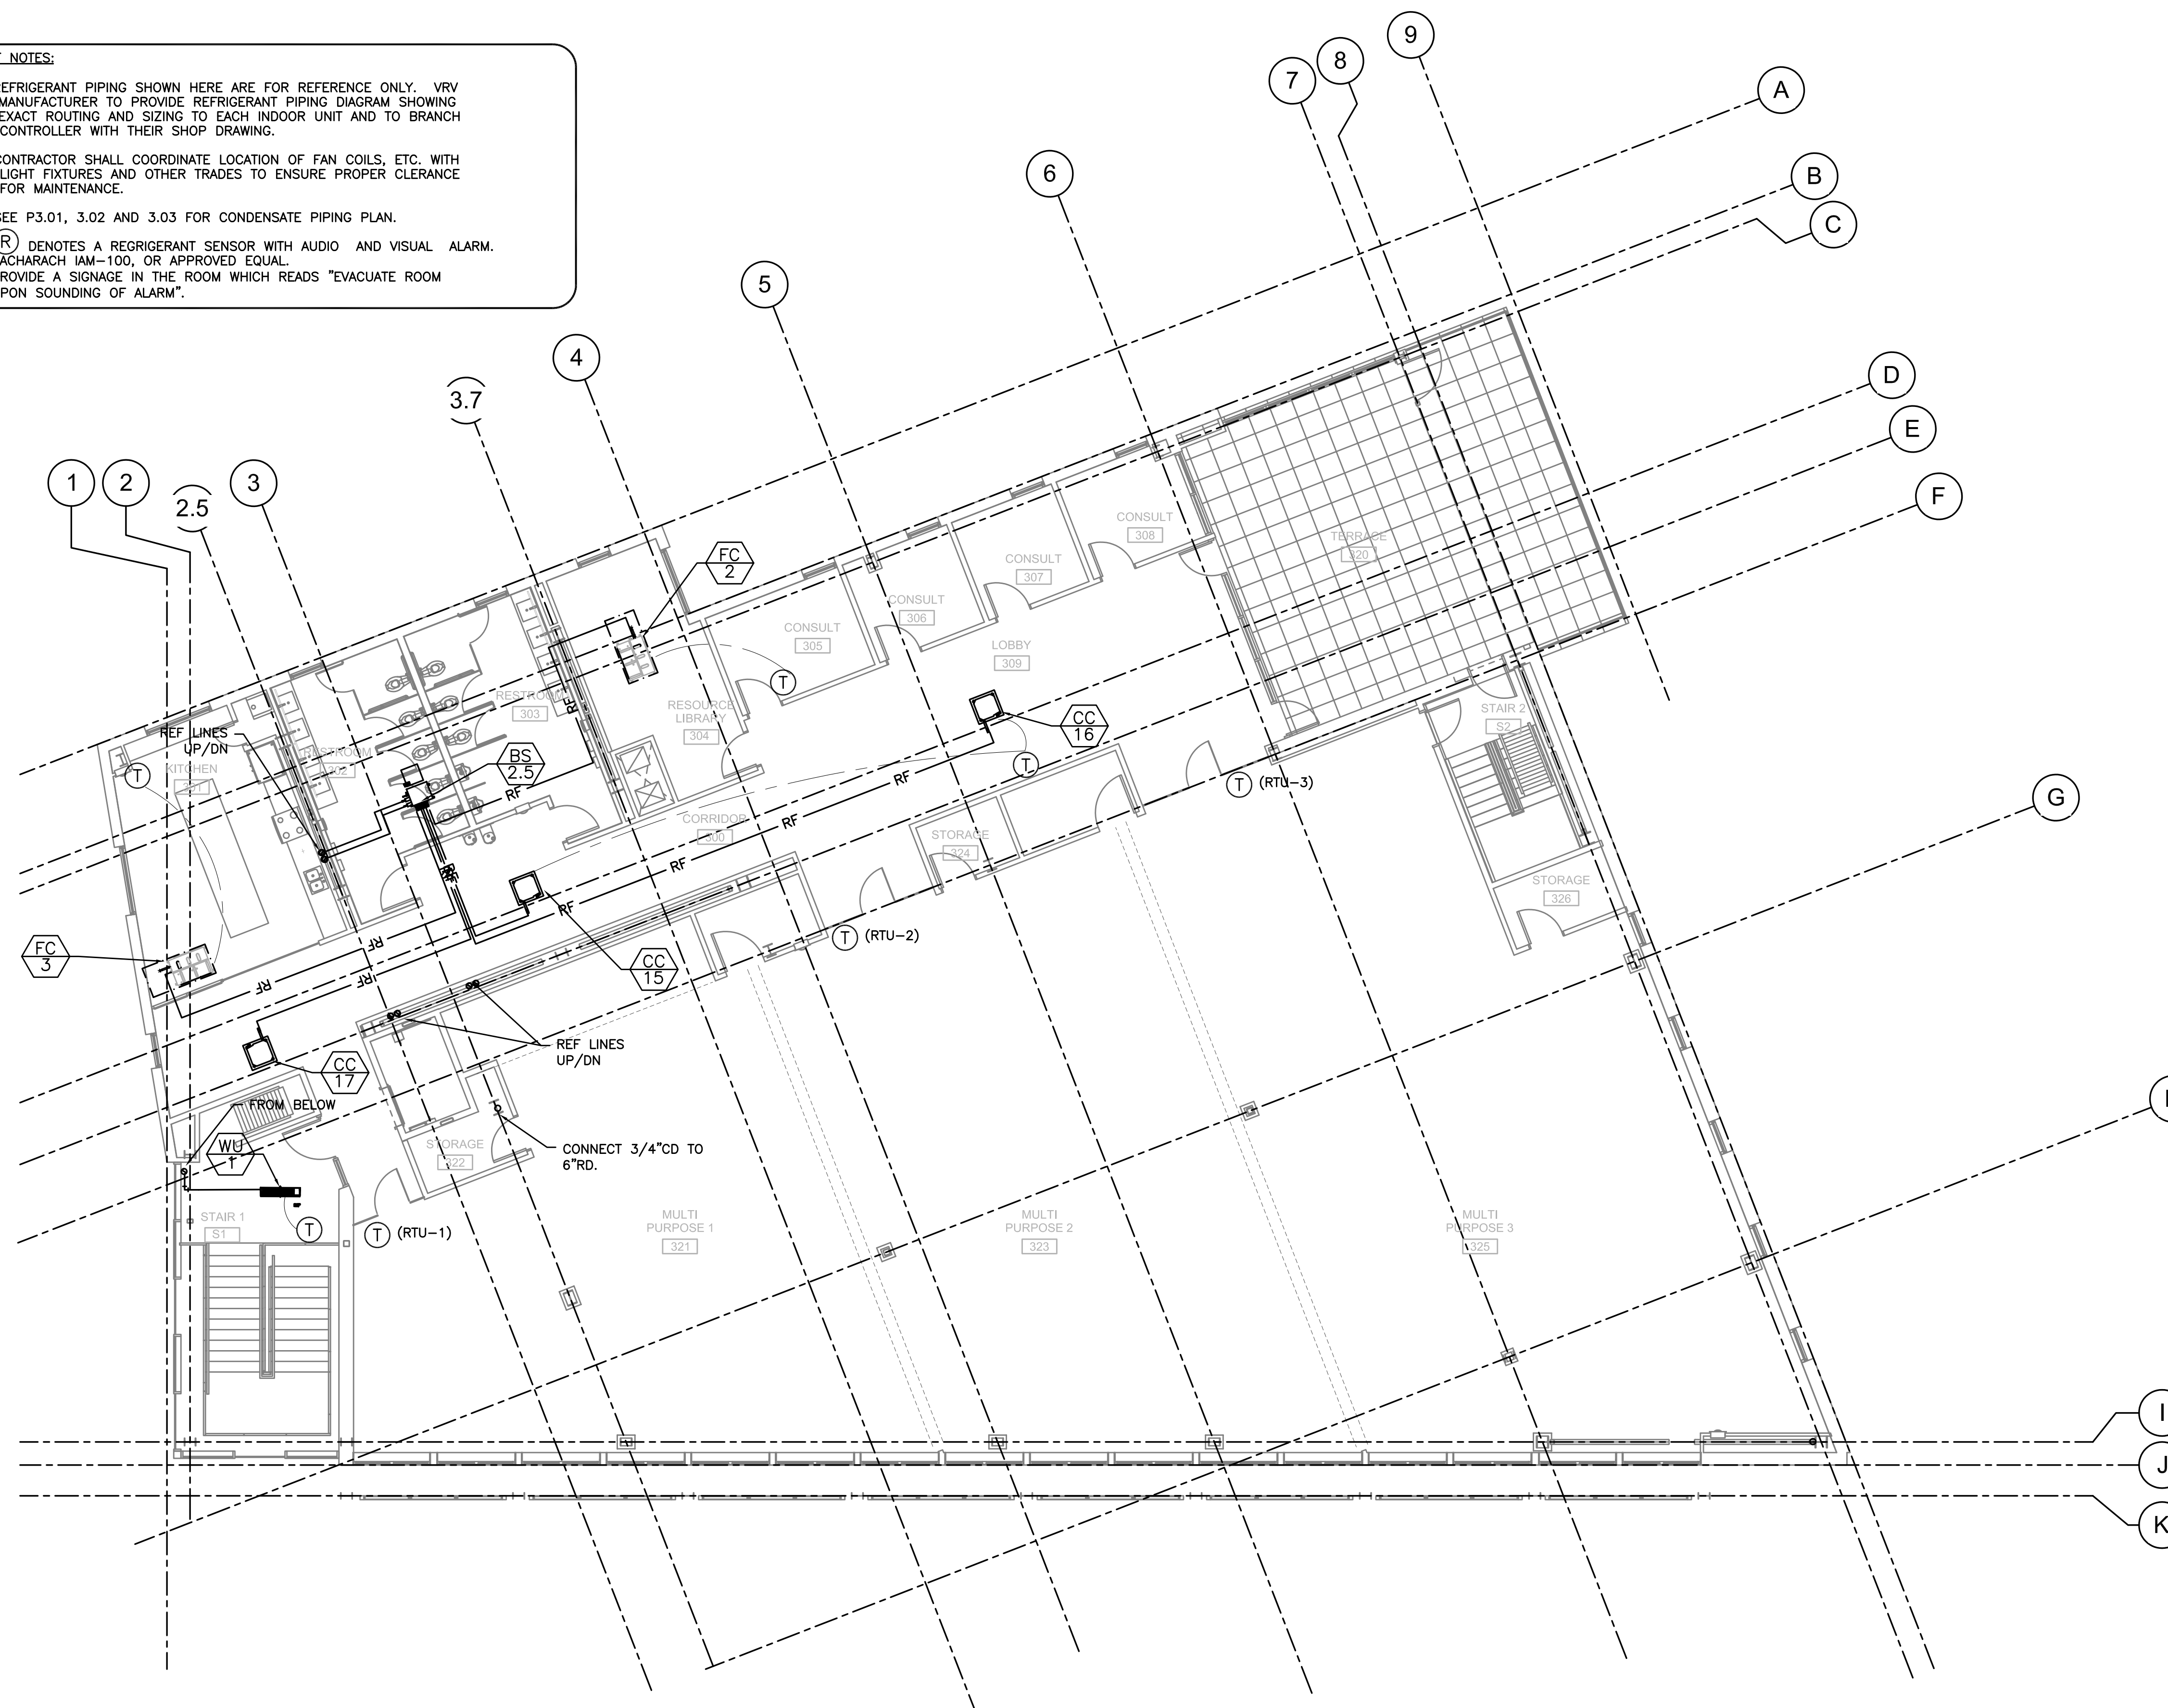 NOTES:
REFRIGERANT PIPING SHOWN HERE ARE FOR REFERENCE ONLY. VRV
MANUFACTURER TO PROVIDE REFRIGERANT PIPING DIAGRAM SHOWING
EXACT ROUTING AND SIZING TO EACH INDOOR UNIT AND TO BRANCH
CONTROLLER WITH THEIR SHOP DRAWING.
CONTRACTOR SHALL COORDINATE LOCATION OF FAN COILS, ETC. WITH
LIGHT FIXTURES AND OTHER TRADES TO ENSURE PROPER CLERANCE
FOR MAINTENANCE.
SEE P3.01, 3.02 AND 3.03 FOR CONDENSATE PIPING PLAN.
R DENOTES A REGRIGERANT SENSOR WITH AUDIO AND VISUAL ALARM.
ACHARACH IAM-100, OR APPROVED EQUAL.
ROVIDE A SIGNAGE IN THE ROOM WHICH READS "EVACUATE ROOM
PON SOUNDING OF ALARM".
9
8
7
A
6
B
C
5
4
D
3.7
E
1
2
2.5
3
F
CONSULT
308
TERRACE
320
FC
2
CONSULT
307
CONSULT
306
CONSULT
305
LOBBY
309
T
RESTROOM
303
RF
RESOURCE
LIBRARY
304
STAIR 2
S2
CC
16
REF LINES
UP/DN
RESTROOM
302
KITCHEN
301
T
BS
2.5
RF
T
RF
T (RTU-3)
G
CORRIDOR
300
RF
STORAGE
324
RF
STORAGE
326
RF
T (RTU-2)
RF
FC
3
CC
15
RF
RF
REF LINES
UP/DN
CC
17
FROM BELOW
WU
1
STORAGE
322
CONNECT 3/4"CD TO
6"RD.
STAIR 1
S1
T
T (RTU-1)
MULTI
PURPOSE 1
321
MULTI
PURPOSE 2
323
MULTI
PURPOSE 3
325
I
J
K